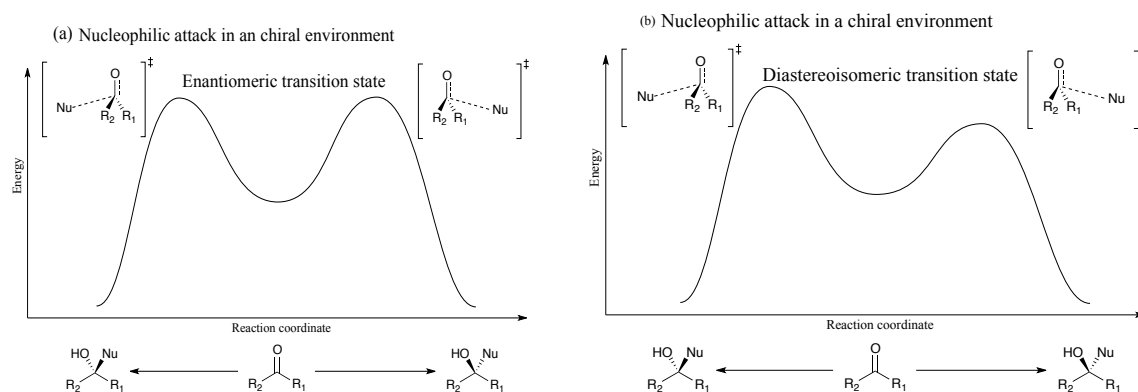 (a) Nucleophilic attack in an chiral environment
Enantiomeric transition state
‡
O
Nu
R2 R1
‡
O
Nu
R2 R1
Energy
Reaction coordinate
HO Nu
R2 R1
O
R2 R1
HO Nu
R2 R1
(b) Nucleophilic attack in a chiral environment
Diastereoisomeric transition state
‡
O
Nu
R2 R1
O
Nu
R2 R1
Energy
Reaction coordinate
HO Nu
R2 R1
O
R2 R1
HO Nu
R2 R1